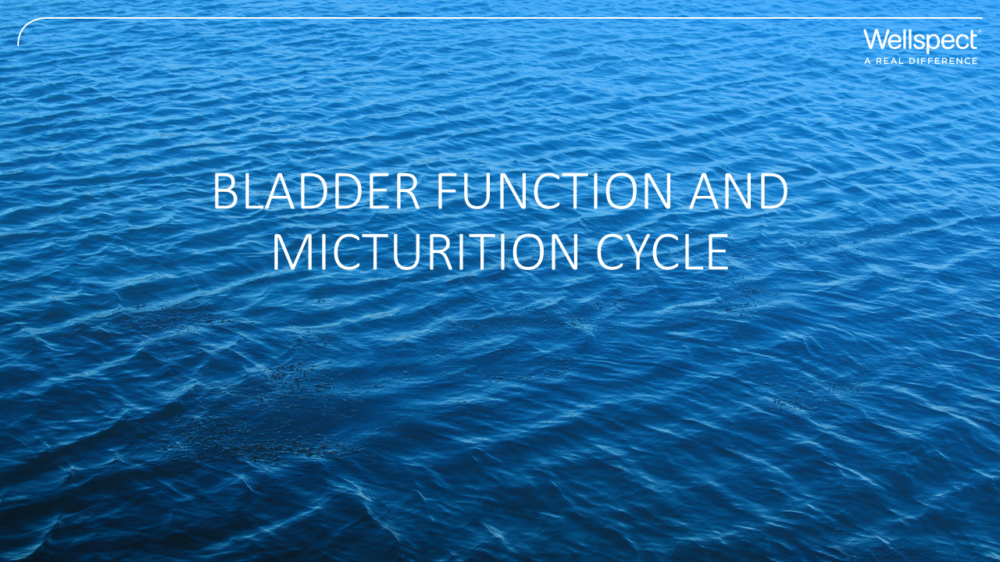 Wellspect®
A REAL DIFFERENCE
BLADDER FUNCTION AND
MICTURITION CYCLE